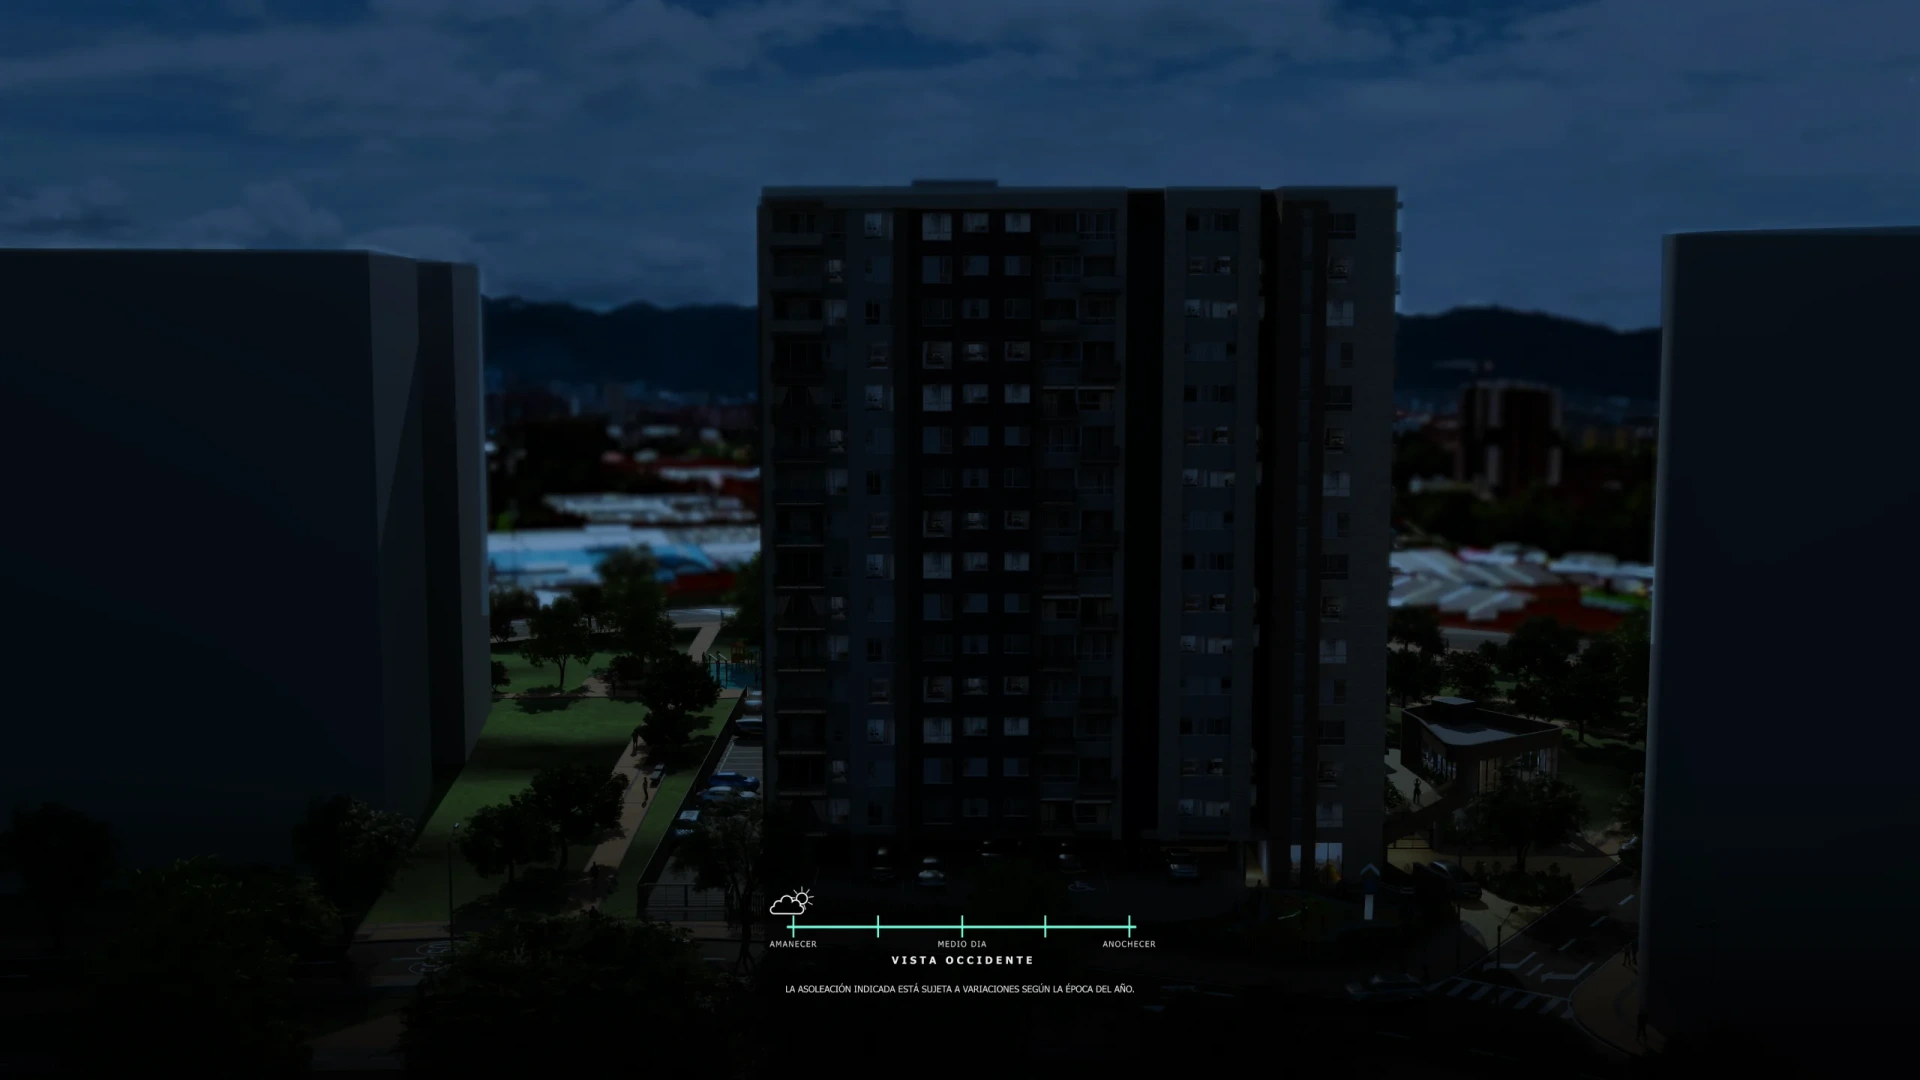 AMANECER MEDIO DIA ANOCHECER
VISTA OCCIDENTE
LA ASOLEACIÓN INDICADA ESTÁ SUJETA A VARIACIONES SEGÚN LA ÉPOCA DEL AÑO.